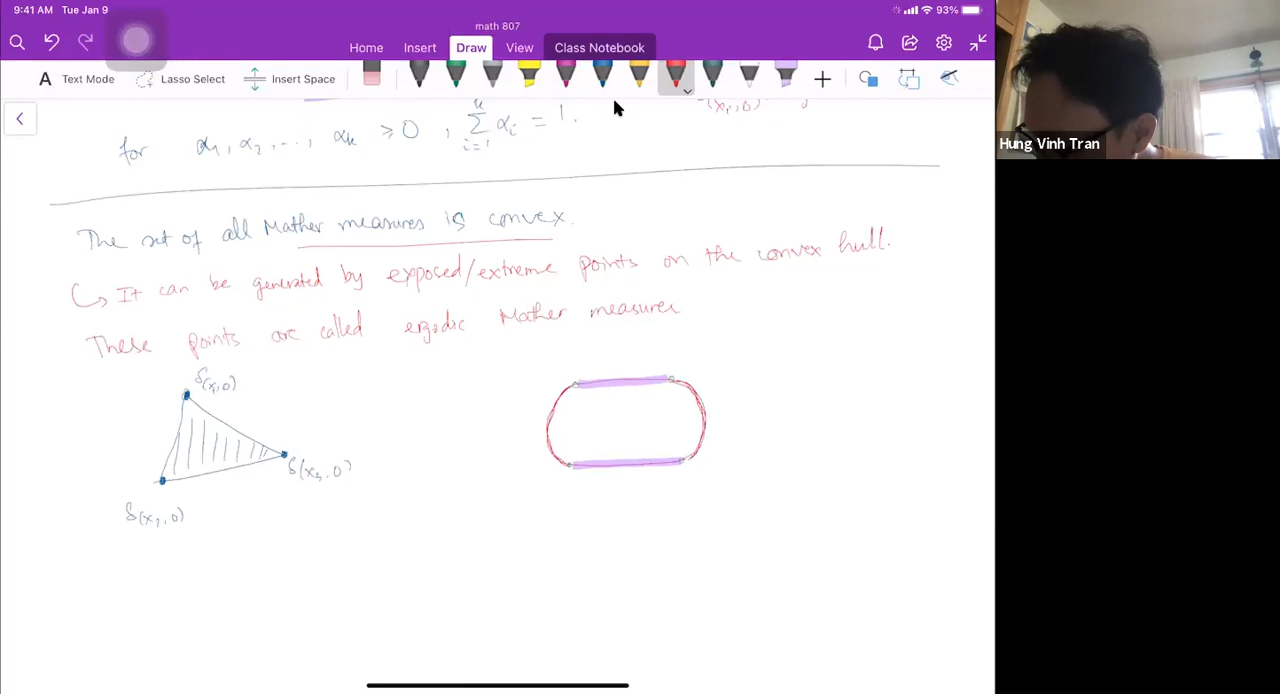 9:41 AM Tue Jan 9
93%
math 807
Home Insert Draw View Class Notebook
Text Mode Lasso Select Insert Space
Hung Vinh Tran
for α1, α2, ..., αk ≥ 0, k Σ i=1 αi = 1.
The set of all Mather measures is convex.
↳ It can be generated by exposed/extreme points on the convex hull.
These points are called ergodic Mather measures
δ(x,0)
δ(x3,0)
δ(x2,0)